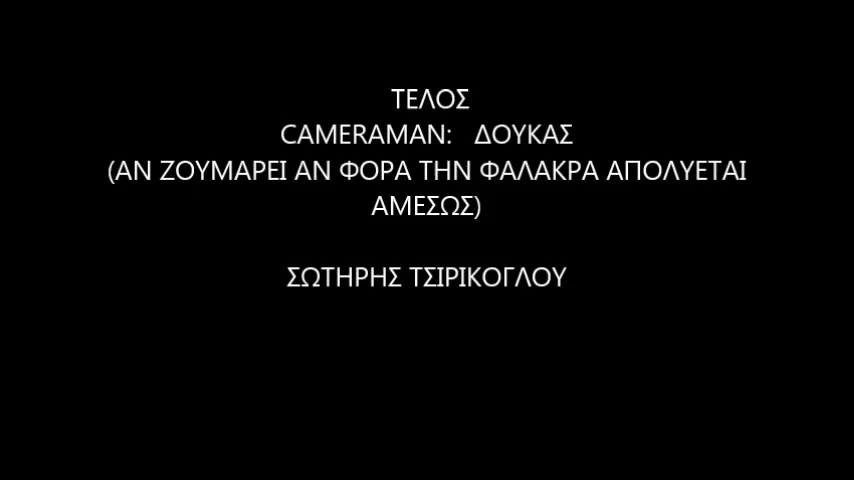 ΤΕΛΟΣ
CAMERAMAN: ΔΟΥΚΑΣ
(ΑΝ ΖΟΥΜΑΡΕΙ ΑΝ ΦΟΡΑ ΤΗΝ ΦΑΛΑΚΡΑ ΑΠΟΛΥΕΤΑΙ
ΑΜΕΣΩΣ)
ΣΩΤΗΡΗΣ ΤΣΙΡΙΚΟΓΛΟΥ